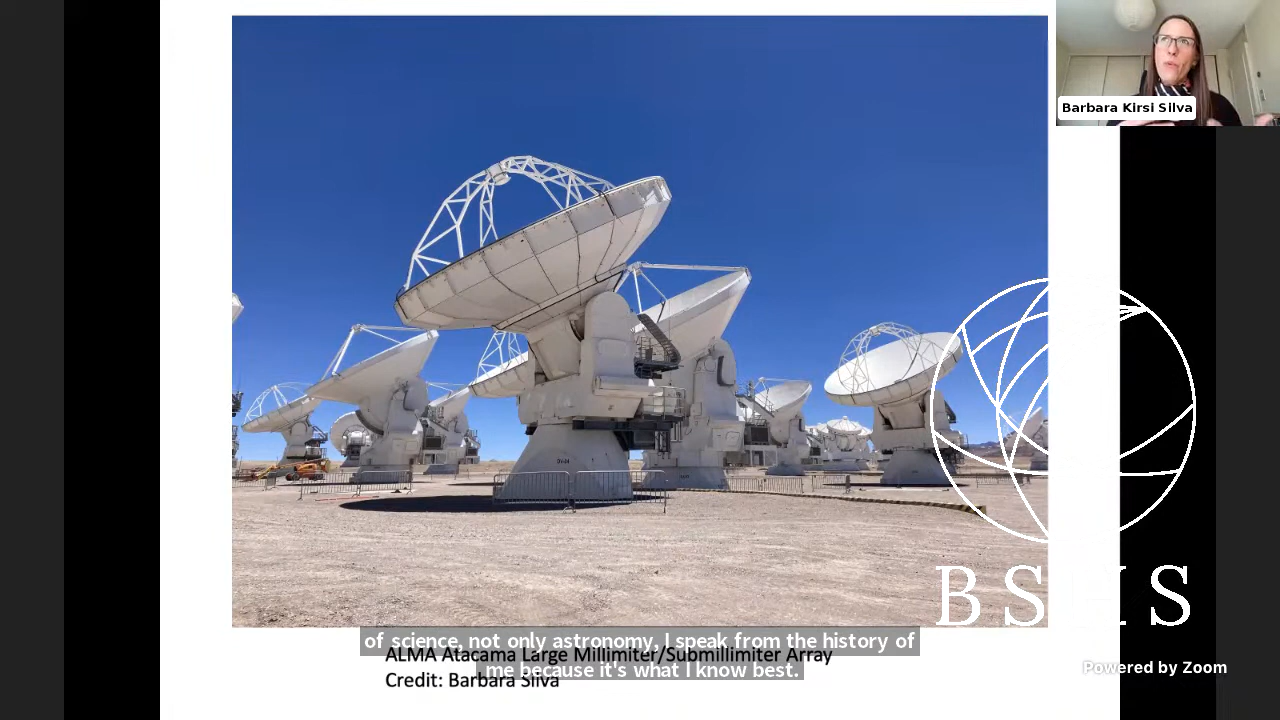 Barbara Kirsi Silva
BSHS
of science, not only astronomy, I speak from the history of
me because it's what I know best.
ALMA Atacama Large Millimiter/Submillimiter Array
Credit: Barbara Silva
Powered by Zoom